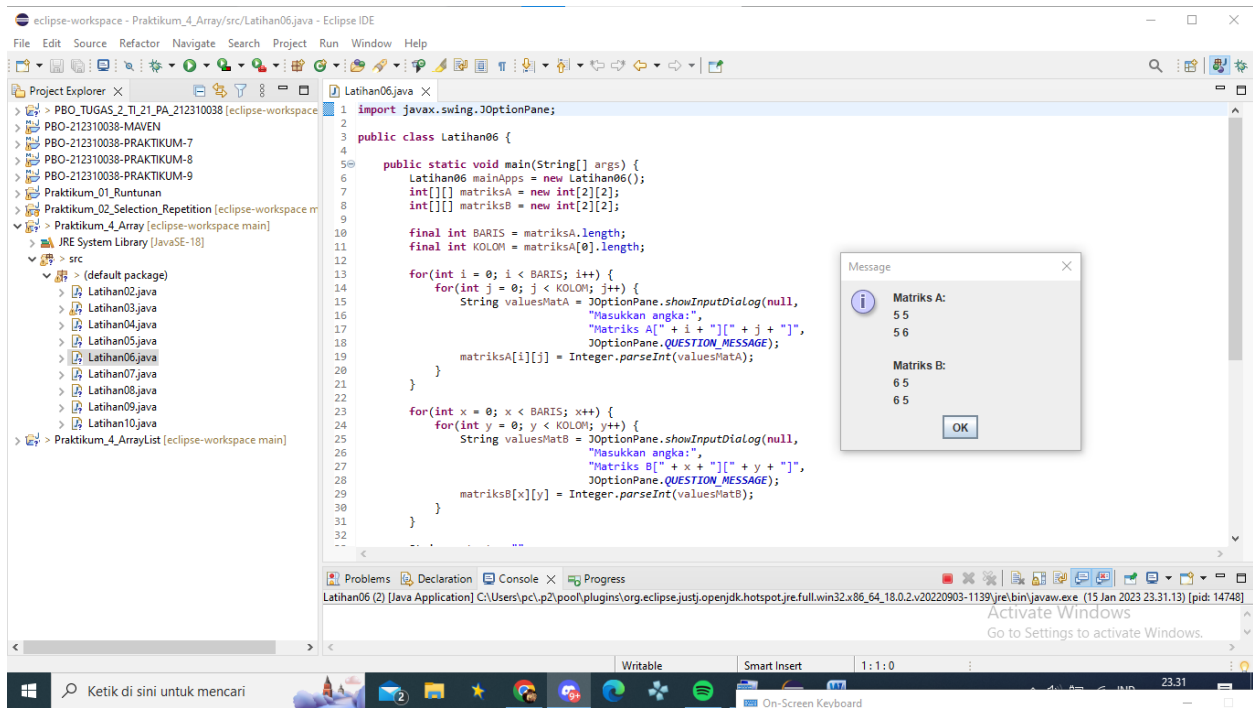 eclipse-workspace - Praktikum_4_Array/src/Latihan06.java - Eclipse IDE
File Edit Source Refactor Navigate Search Project Run Window Help
Project Explorer
> PBO_TUGAS_2_TI_21_PA_212310038 [eclipse-workspace
PBO-212310038-MAVEN
PBO-212310038-PRAKTIKUM-7
PBO-212310038-PRAKTIKUM-8
PBO-212310038-PRAKTIKUM-9
Praktikum_01_Runtunan
Praktikum_02_Selection_Repetition [eclipse-workspace m
> Praktikum_4_Array [eclipse-workspace main]
JRE System Library [JavaSE-18]
> src
> (default package)
Latihan02.java
Latihan03.java
Latihan04.java
Latihan05.java
Latihan06.java
Latihan07.java
Latihan08.java
Latihan09.java
Latihan10.java
> Praktikum_4_ArrayList [eclipse-workspace main]
Latihan06.java
1 import javax.swing.JOptionPane;
2
3 public class Latihan06 {
4
5 public static void main(String[] args) {
6 Latihan06 mainApps = new Latihan06();
7 int[][] matriksA = new int[2][2];
8 int[][] matriksB = new int[2][2];
9
10 final int BARIS = matriksA.length;
11 final int KOLOM = matriksA[0].length;
12
13 for(int i = 0; i < BARIS; i++) {
14 for(int j = 0; j < KOLOM; j++) {
15 String valuesMatA = JOptionPane.showInputDialog(null,
16 "Masukkan angka:",
17 "Matriks A[" + i + "][" + j + "]",
18 JOptionPane.QUESTION_MESSAGE);
19 matriksA[i][j] = Integer.parseInt(valuesMatA);
20 }
21 }
22
23 for(int x = 0; x < BARIS; x++) {
24 for(int y = 0; y < KOLOM; y++) {
25 String valuesMatB = JOptionPane.showInputDialog(null,
26 "Masukkan angka:",
27 "Matriks B[" + x + "][" + y + "]",
28 JOptionPane.QUESTION_MESSAGE);
29 matriksB[x][y] = Integer.parseInt(valuesMatB);
30 }
31 }
32
Message
Matriks A:
5 5
5 6
Matriks B:
6 5
6 5
OK
Problems Declaration Console Progress
Latihan06 (2) [Java Application] C:\Users\pc\.p2\pool\plugins\org.eclipse.justj.openjdk.hotspot.jre.full.win32.x86_64_18.0.2.v20220903-1139\jre\bin\javaw.exe (15 Jan 2023 23.31.13) [pid: 14748]
Activate Windows
Go to Settings to activate Windows.
Writable Smart Insert 1 : 1 : 0
Ketik di sini untuk mencari
2
9+
23.31
On-Screen Keyboard